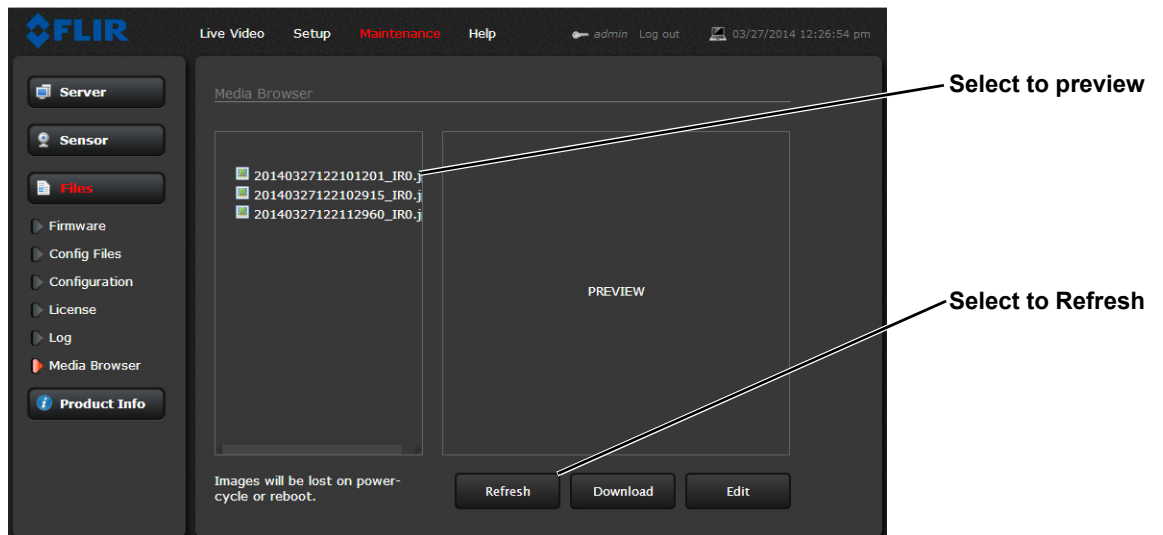 FLIR
Live Video Setup Maintenance Help admin Log out 03/27/2014 12:26:54 pm
Server
Sensor
Files
Firmware
Config Files
Configuration
License
Log
Media Browser
Product Info
Media Browser
20140327122101201_IR0.j
20140327122102915_IR0.j
20140327122112960_IR0.j
PREVIEW
Images will be lost on power-
cycle or reboot.
Refresh Download Edit
Select to preview
Select to Refresh